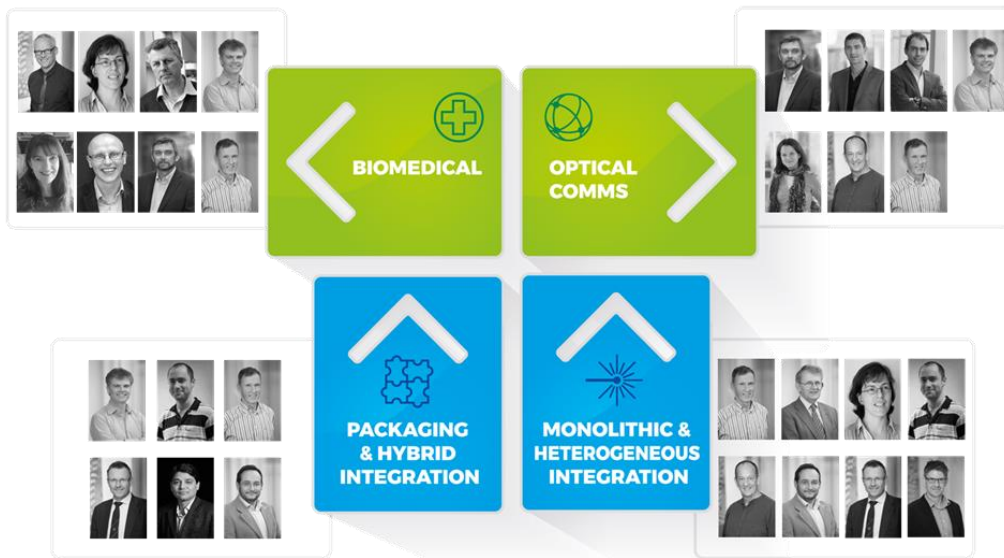 BIOMEDICAL
OPTICAL
COMMS
PACKAGING
& HYBRID
INTEGRATION
MONOLITHIC &
HETEROGENEOUS
INTEGRATION